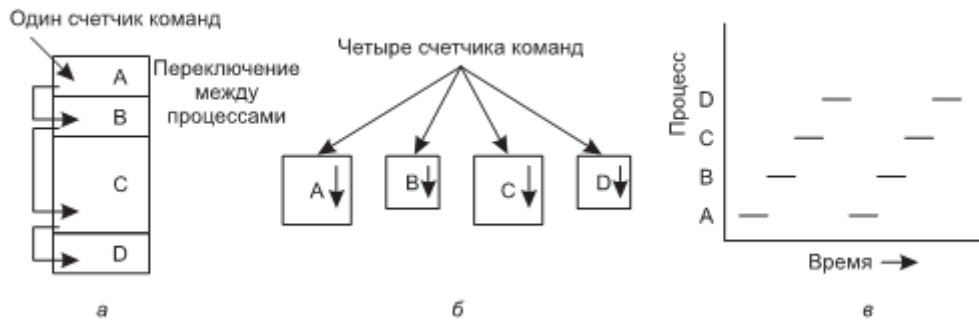 Один счетчик команд
A
B
C
D
Переключение
между
процессами
а
Четыре счетчика команд
A
B
C
D
б
Процесс
D
C
B
A
Время
в